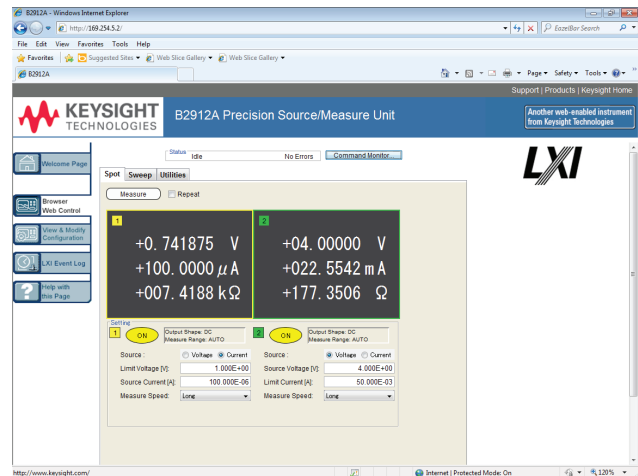 B2912A - Windows Internet Explorer
http://169.254.5.2/
EazelBar Search
File Edit View Favorites Tools Help
Favorites Suggested Sites Web Slice Gallery Web Slice Gallery
B2912A
Page Safety Tools
Support | Products | Keysight Home
KEYSIGHT
TECHNOLOGIES
B2912A Precision Source/Measure Unit
Another web-enabled instrument
from Keysight Technologies
Welcome Page
Browser
Web Control
View & Modify
Configuration
LXI Event Log
Help with
this Page
Status
Idle No Errors Command Monitor...
LXI
Spot Sweep Utilities
Measure Repeat
1
+0.741875 V
+100.0000 μA
+007.4188 kΩ
2
+04.00000 V
+022.5542 mA
+177.3506 Ω
Setting
1 ON Output Shape: DC
Measure Range: AUTO
Source : Voltage Current
Limit Voltage [V]: 1.000E+00
Source Current [A]: 100.000E-06
Measure Speed: Long
2 ON Output Shape: DC
Measure Range: AUTO
Source : Voltage Current
Source Voltage [V]: 4.000E+00
Limit Current [A]: 50.000E-03
Measure Speed: Long
http://www.keysight.com/ Internet | Protected Mode: On 120%